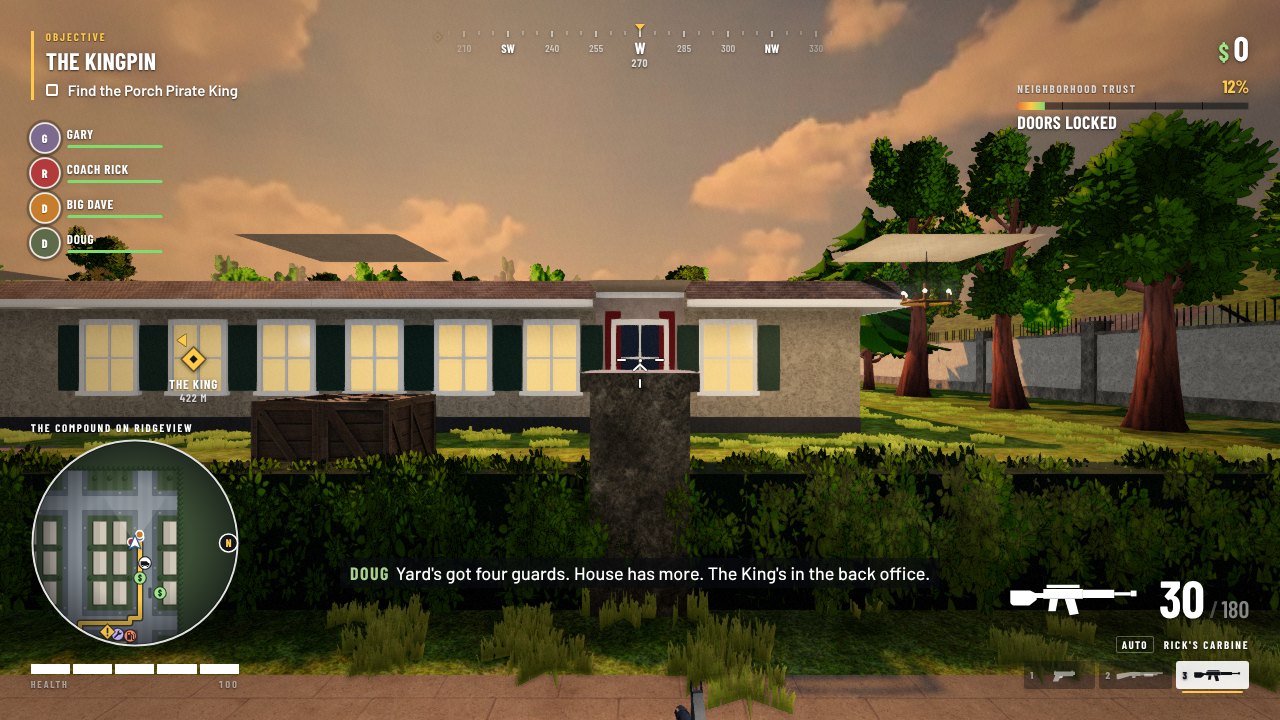 OBJECTIVE
THE KINGPIN
Find the Porch Pirate King
G GARY
R COACH RICK
D BIG DAVE
D DOUG
210 SW 240 255 W 285 300 NW 330
270
$ 0
NEIGHBORHOOD TRUST 12%
DOORS LOCKED
THE KING
422 M
THE COMPOUND ON RIDGEVIEW
N
$
$
DOUG Yard's got four guards. House has more. The King's in the back office.
HEALTH 100
30 / 180
AUTO RICK'S CARBINE
1 2 3